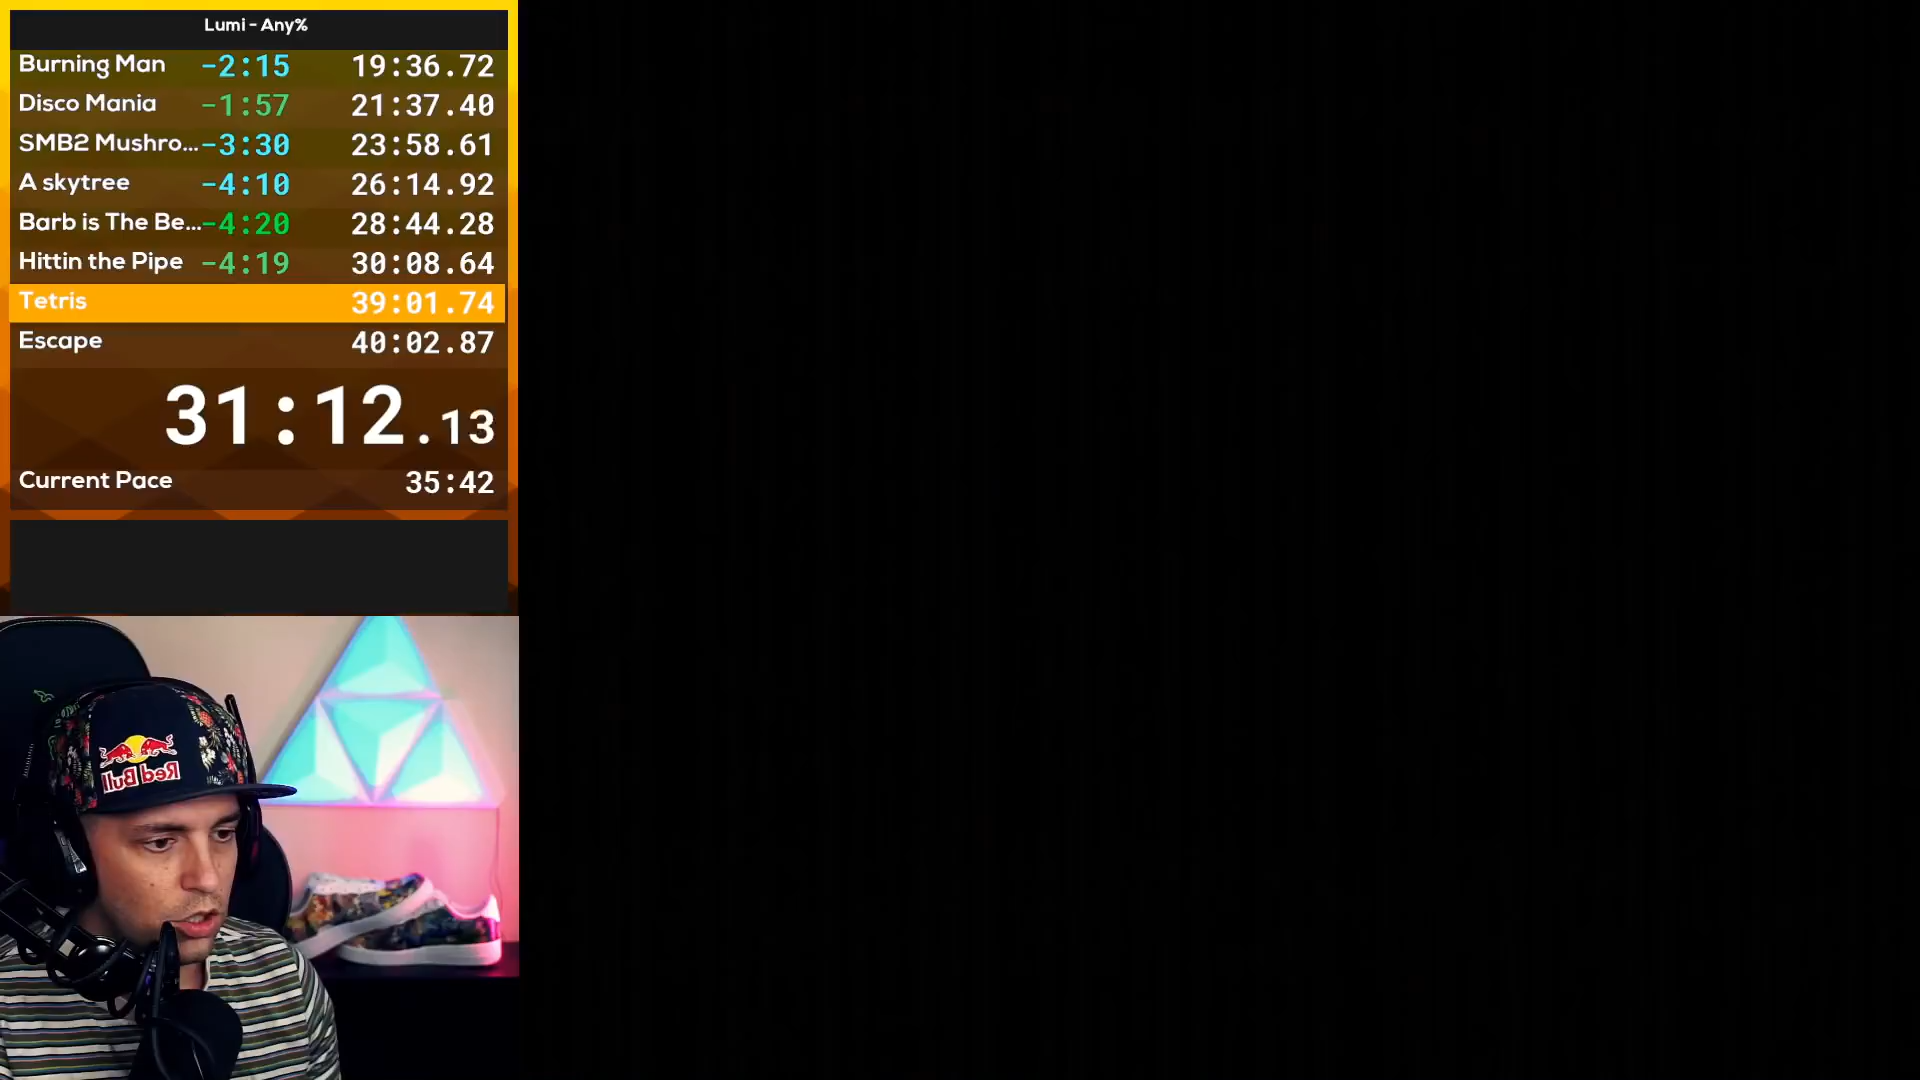 Lumi - Any%
Burning Man -2:15 19:36.72
Disco Mania -1:57 21:37.40
SMB2 Mushro... -3:30 23:58.61
A skytree -4:10 26:14.92
Barb is The Be... -4:20 28:44.28
Hittin the Pipe -4:19 30:08.64
Tetris 39:01.74
Escape 40:02.87
31:12.13
Current Pace 35:42
Red Bull